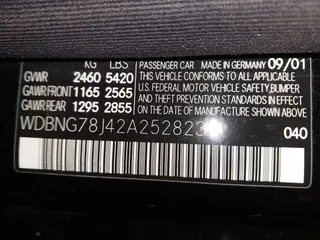 KG LBS PASSENGER CAR MADE IN GERMANY 09/01
GVWR 2460 5420 THIS VEHICLE CONFORMS TO ALL APPLICABLE
GAWR FRONT 1165 2565 U.S. FEDERAL MOTOR VEHICLE SAFETY, BUMPER
GAWR REAR 1295 2855 AND THEFT PREVENTION STANDARDS IN EFFECT
ON THE DATE OF MANUFACTURE SHOWN ABOVE.
WDBNG78J42A25282
040